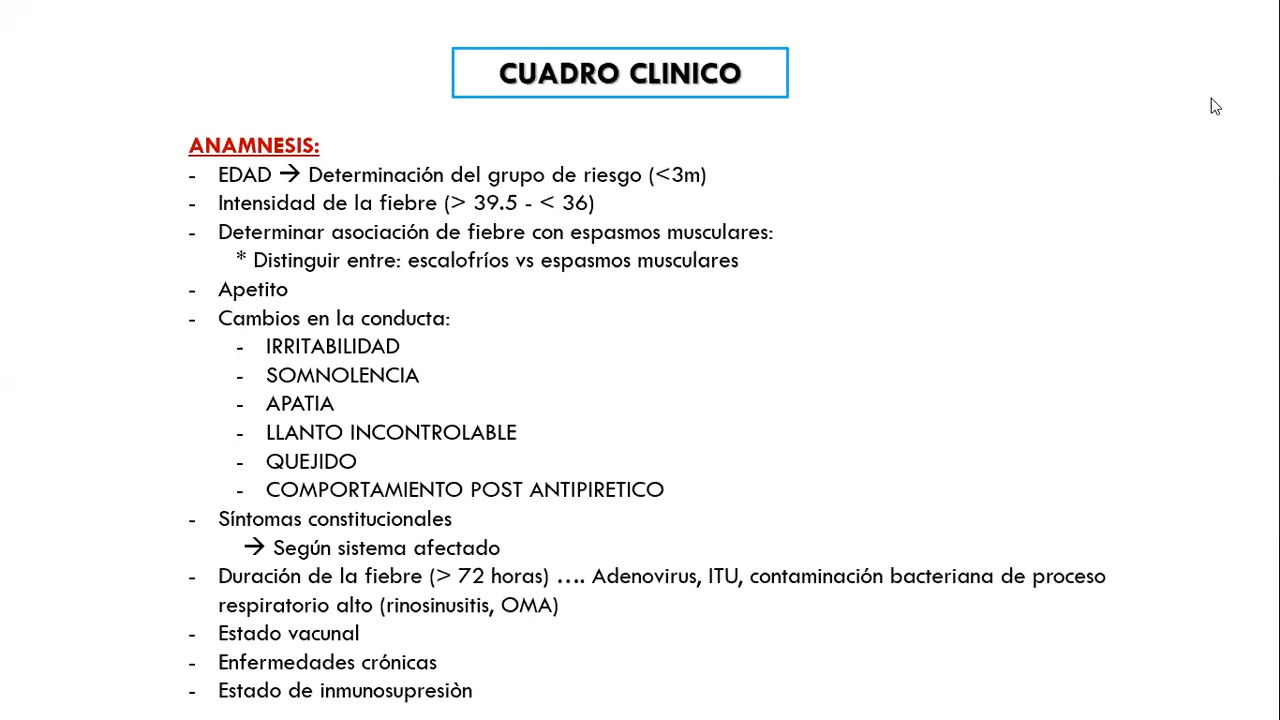 CUADRO CLINICO
ANAMNESIS:
- EDAD → Determinación del grupo de riesgo (<3m)
- Intensidad de la fiebre (> 39.5 - < 36)
- Determinar asociación de fiebre con espasmos musculares:
* Distinguir entre: escalofríos vs espasmos musculares
- Apetito
- Cambios en la conducta:
- IRRITABILIDAD
- SOMNOLENCIA
- APATIA
- LLANTO INCONTROLABLE
- QUEJIDO
- COMPORTAMIENTO POST ANTIPIRETICO
- Síntomas constitucionales
→ Según sistema afectado
- Duración de la fiebre (> 72 horas) .... Adenovirus, ITU, contaminación bacteriana de proceso
respiratorio alto (rinosinusitis, OMA)
- Estado vacunal
- Enfermedades crónicas
- Estado de inmunosupresiòn